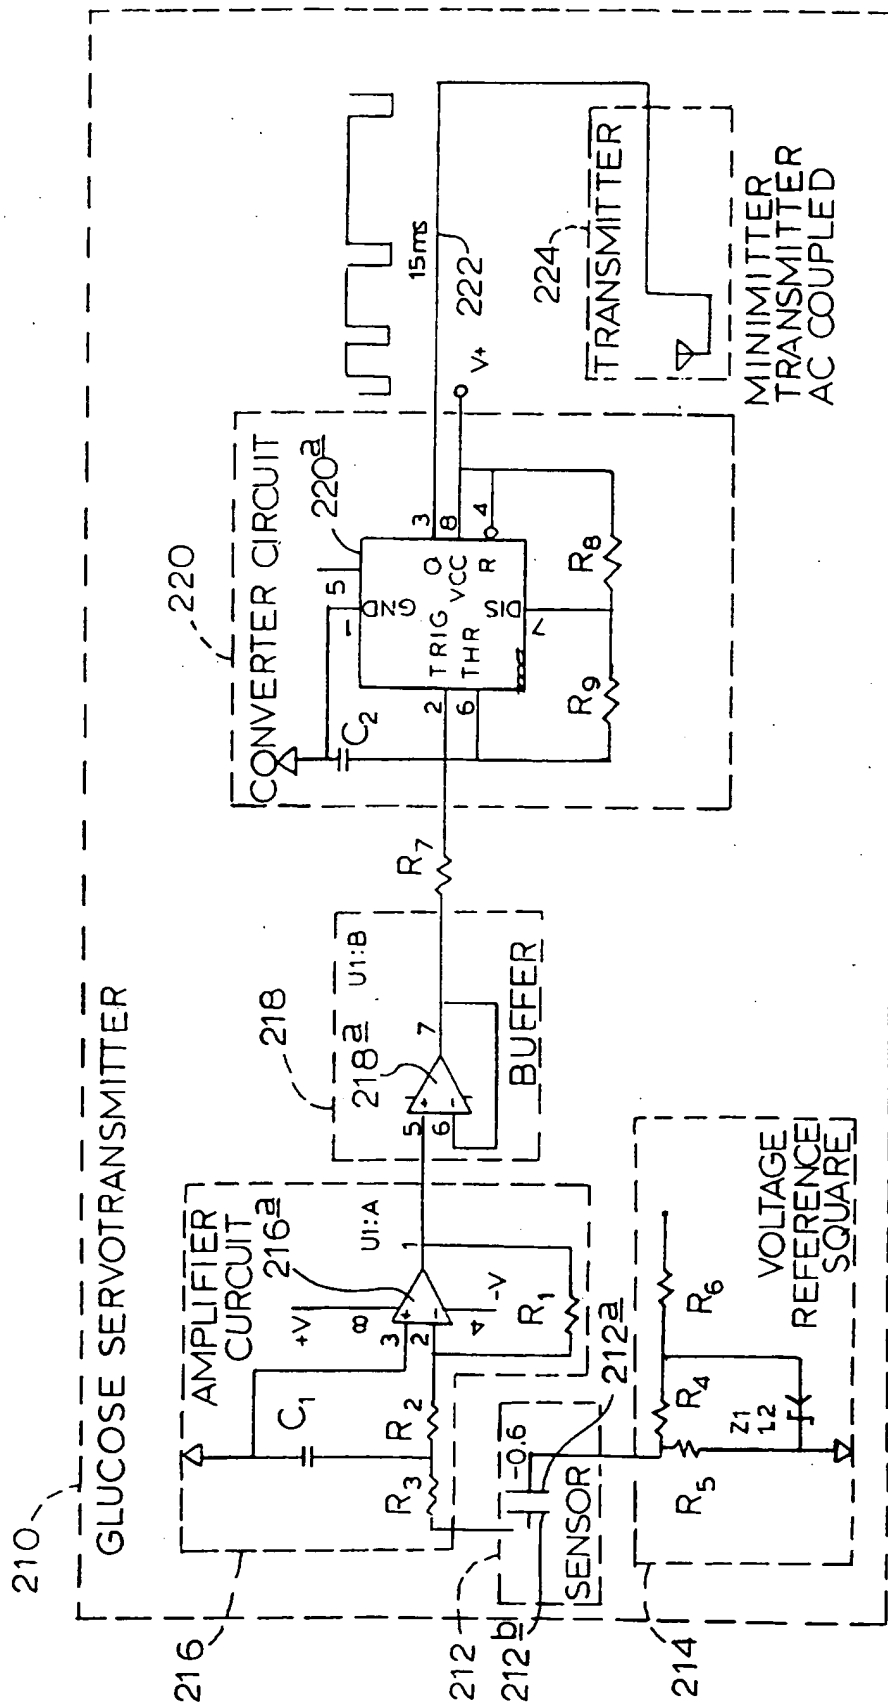 210
GLUCOSE SERVOTRANSMITTER
216
AMPLIFIER
CURCUIT
216a
+V
8
U1:A
C1
3
2
1
4
-V
R3
R2
R1
212
212b
-0.6
SENSOR
212a
214
R5
R4
R6
Z1
1.2
VOLTAGE
REFERENCE
SQUARE
218
U1:B
218a
5
6
7
BUFFER
R7
220
CONVERTER CIRCUIT
220a
C2
1
5
GND
2
TRIG
6
THR
O
3
VCC
8
R
4
DIS
7
R9
R8
V+
15ms
222
224
TRANSMITTER
MINIMITTER
TRANSMITTER
AC COUPLED